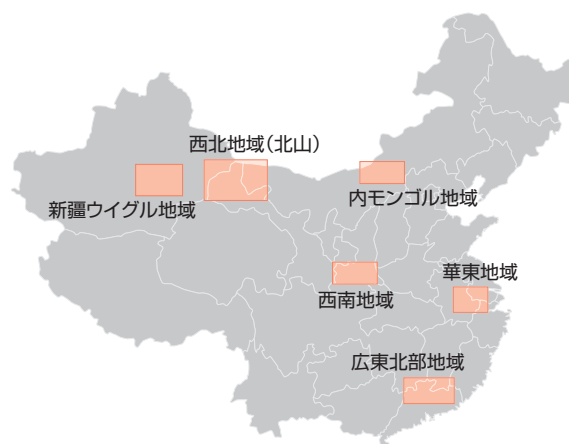 西北地域(北山)
新疆ウイグル地域
内モンゴル地域
華東地域
西南地域
広東北部地域